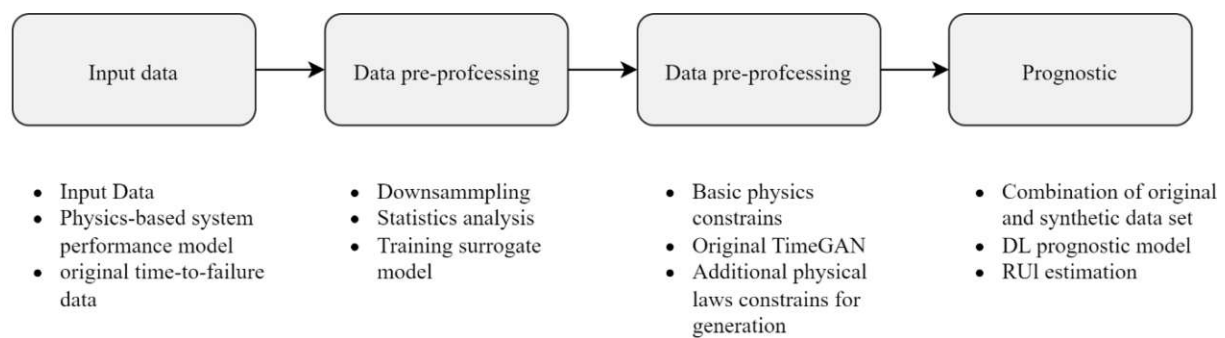 Input data
Data pre-profcessing
Data pre-profcessing
Prognostic
• Input Data
• Physics-based system
performance model
• original time-to-failure
data
• Downsammpling
• Statistics analysis
• Training surrogate
model
• Basic physics
constrains
• Original TimeGAN
• Additional physical
laws constrains for
generation
• Combination of original
and synthetic data set
• DL prognostic model
• RUl estimation